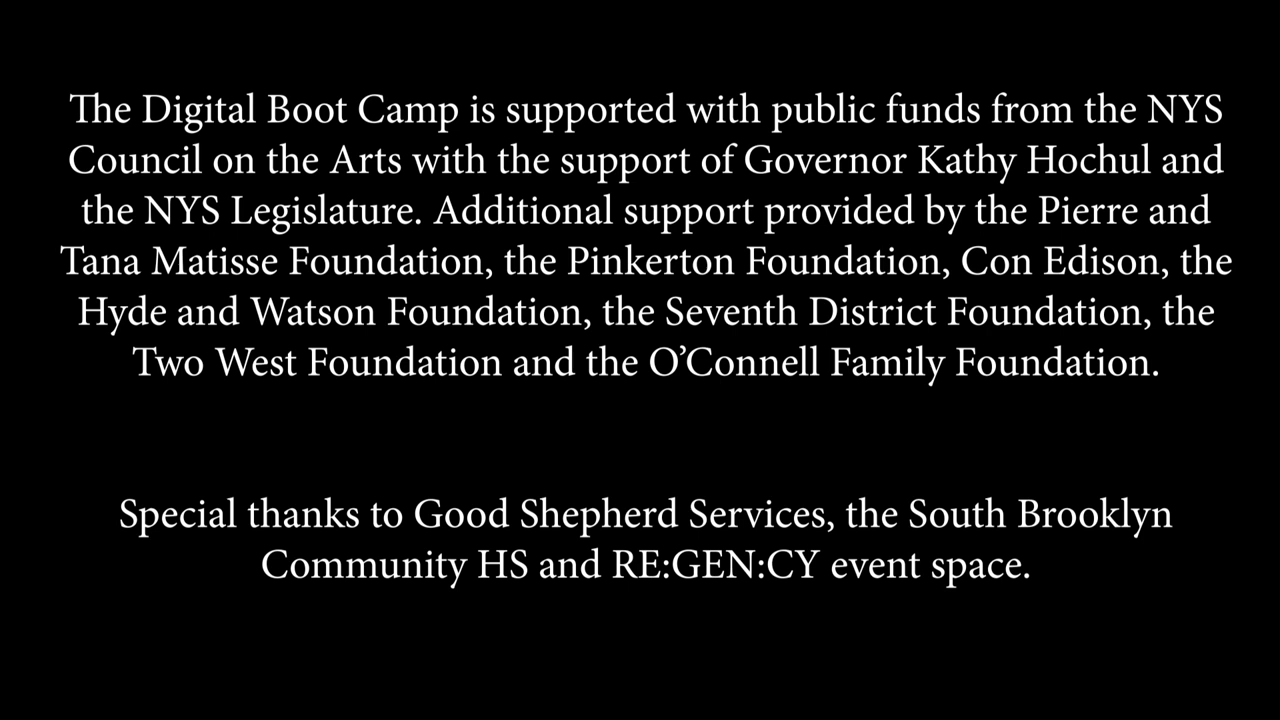 The Digital Boot Camp is supported with public funds from the NYS
Council on the Arts with the support of Governor Kathy Hochul and
the NYS Legislature. Additional support provided by the Pierre and
Tana Matisse Foundation, the Pinkerton Foundation, Con Edison, the
Hyde and Watson Foundation, the Seventh District Foundation, the
Two West Foundation and the O’Connell Family Foundation.
Special thanks to Good Shepherd Services, the South Brooklyn
Community HS and RE:GEN:CY event space.